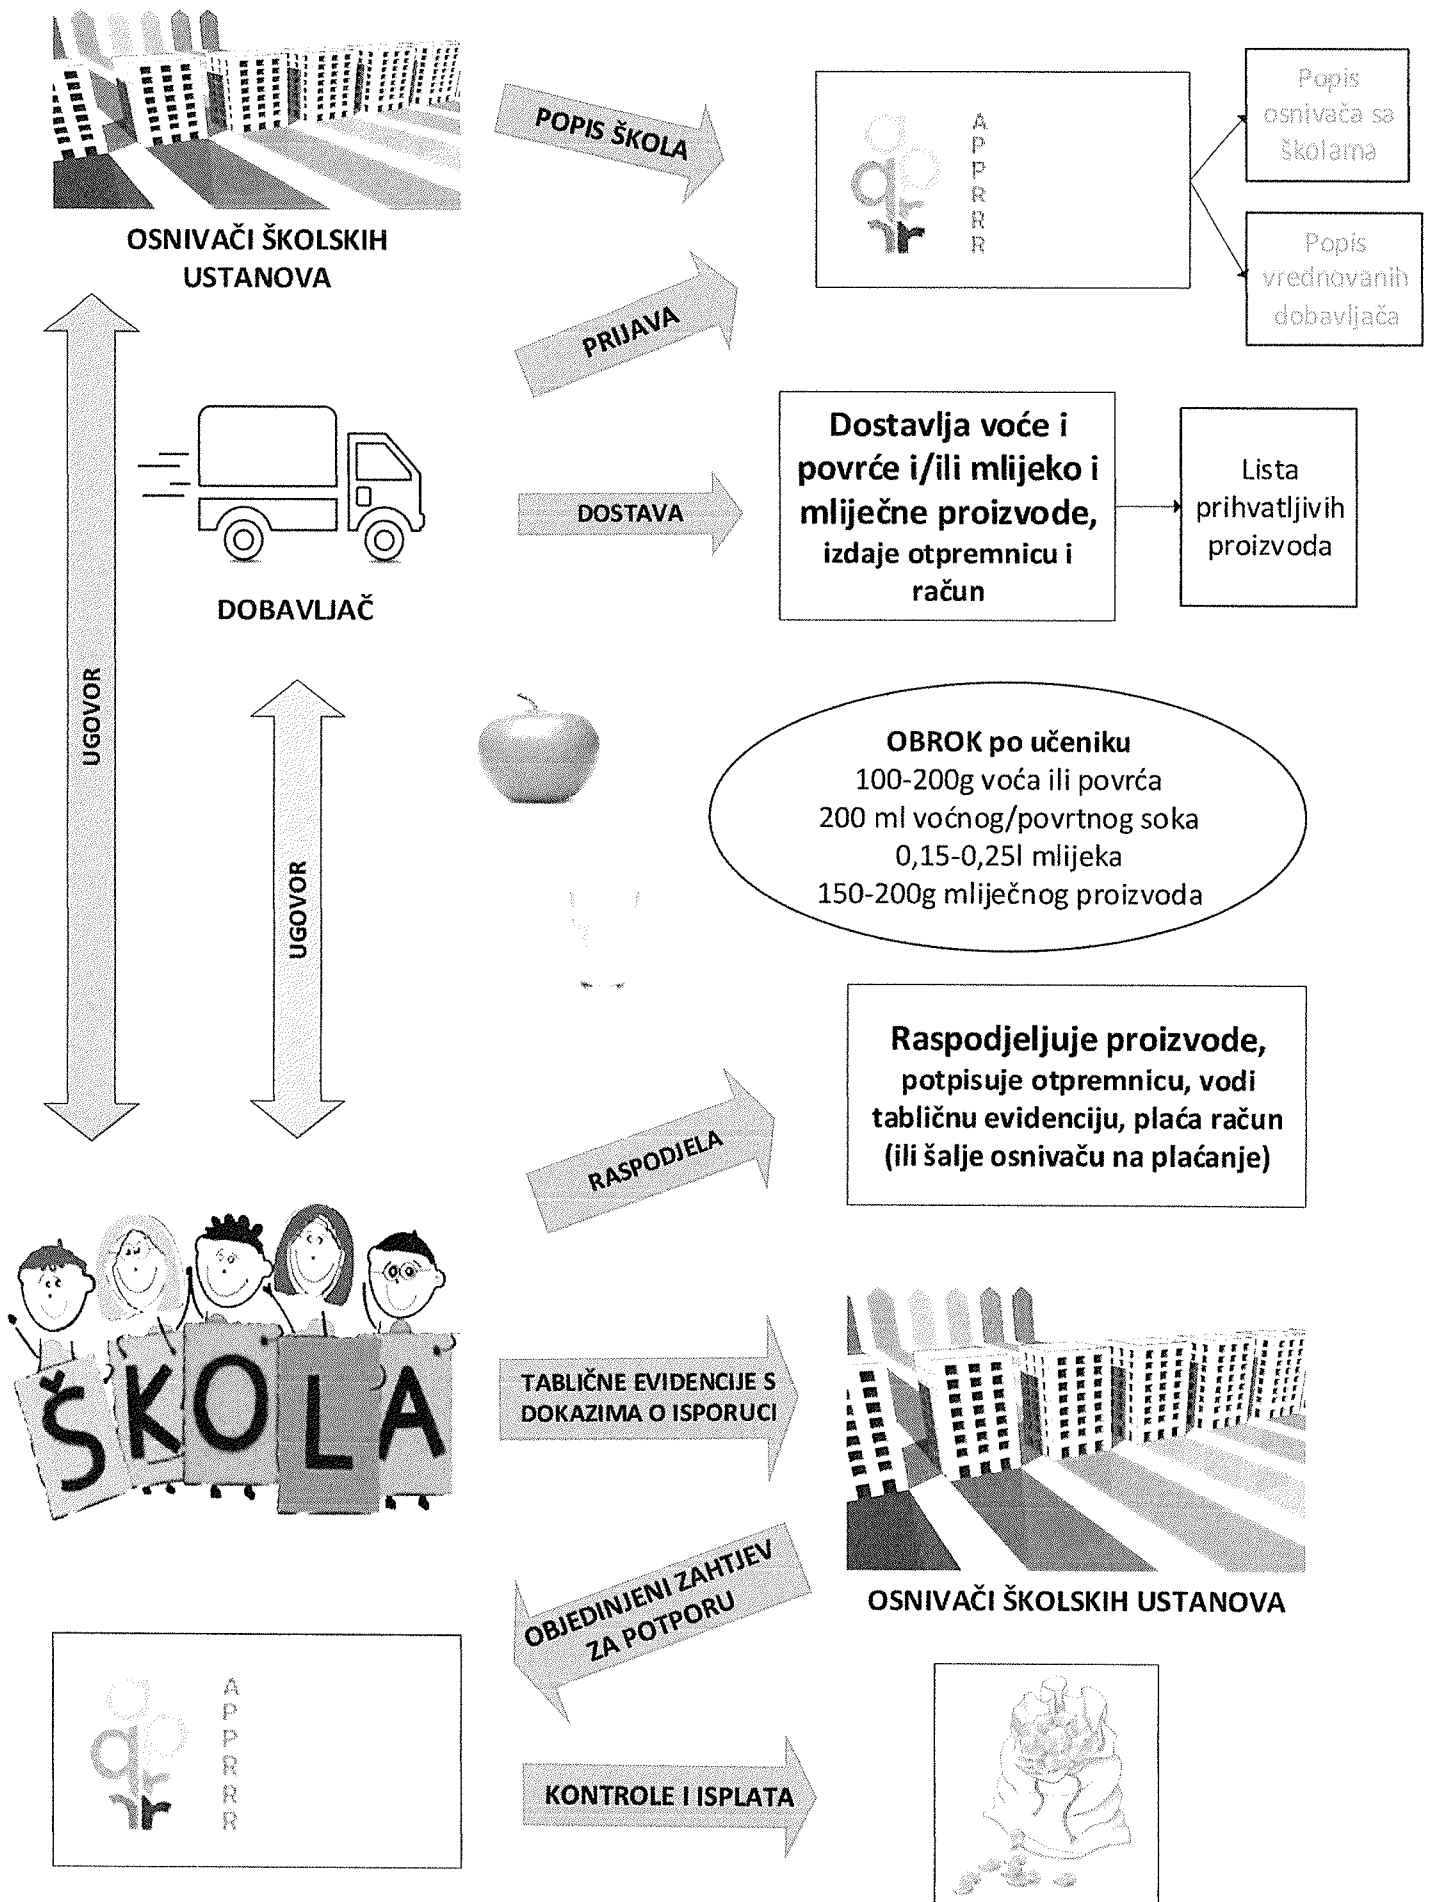 POPIS ŠKOLA
A
P
P
R
R
R
Popis
osnivača sa
školama
Popis
vrednovanih
dobavljača
OSNIVAČI ŠKOLSKIH
USTANOVA
PRIJAVA
DOSTAVA
Dostavlja voće i
povrće i/ili mlijeko i
mliječne proizvode,
izdaje otpremnicu i
račun
Lista
prihvatljivih
proizvoda
DOBAVLJAČ
UGOVOR
UGOVOR
OBROK po učeniku
100-200g voća ili povrća
200 ml voćnog/povrtnog soka
0,15-0,25l mlijeka
150-200g mliječnog proizvoda
Raspodjeljuje proizvode,
potpisuje otpremnicu, vodi
tabličnu evidenciju, plaća račun
(ili šalje osnivaču na plaćanje)
RASPODJELA
ŠKOLA
TABLIČNE EVIDENCIJE S
DOKAZIMA O ISPORUCI
OSNIVAČI ŠKOLSKIH USTANOVA
OBJEDINJENI ZAHTJEV
ZA POTPORU
A
P
P
R
R
R
KONTROLE I ISPLATA